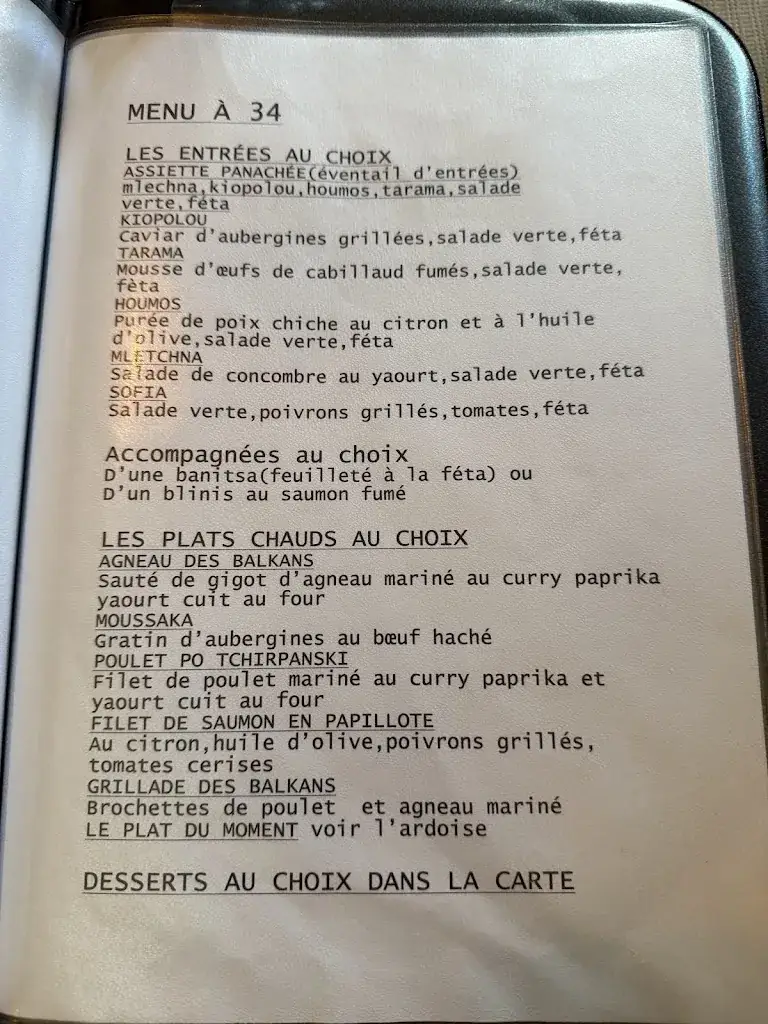 MENU À 34
LES ENTRÉES AU CHOIX
ASSIETTE PANACHÉE(éventail d'entrées)
mlechna,kiopolou,houmos,tarama,salade
verte,féta
KIOPOLOU
Caviar d'aubergines grillées,salade verte,féta
TARAMA
Mousse d'œufs de cabillaud fumés,salade verte,
fèta
HOUMOS
Purée de poix chiche au citron et à l'huile
d'olive,salade verte,féta
MLETCHNA
Salade de concombre au yaourt,salade verte,féta
SOFIA
Salade verte,poivrons grillés,tomates,féta
Accompagnées au choix
D'une banitsa(feuilleté à la féta) ou
D'un blinis au saumon fumé
LES PLATS CHAUDS AU CHOIX
AGNEAU DES BALKANS
Sauté de gigot d'agneau mariné au curry paprika
yaourt cuit au four
MOUSSAKA
Gratin d'aubergines au bœuf haché
POULET PO TCHIRPANSKI
Filet de poulet mariné au curry paprika et
yaourt cuit au four
FILET DE SAUMON EN PAPILLOTE
Au citron,huile d'olive,poivrons grillés,
tomates cerises
GRILLADE DES BALKANS
Brochettes de poulet et agneau mariné
LE PLAT DU MOMENT voir l'ardoise
DESSERTS AU CHOIX DANS LA CARTE